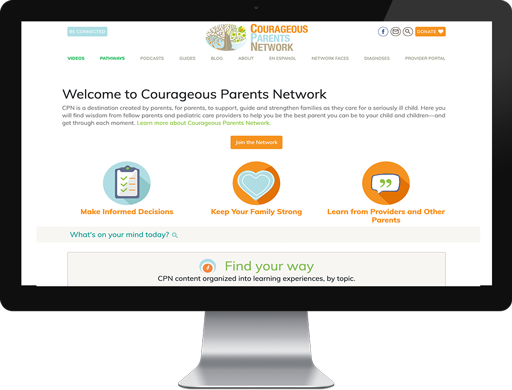 BE CONNECTED
COURAGEOUS
PARENTS
NETWORK
DONATE
VIDEOS PATHWAYS PODCASTS GUIDES BLOG ABOUT EN ESPANOL NETWORK FACES DIAGNOSES PROVIDER PORTAL
Welcome to Courageous Parents Network
CPN is a destination created by parents, for parents, to support, guide and strengthen families as they care for a seriously ill child. Here you
will find wisdom from fellow parents and pediatric care providers to help you be the best parent you can be to your child and children—and
get through each moment. Learn more about Courageous Parents Network.
Join the Network
Make Informed Decisions
Keep Your Family Strong
Learn from Providers and Other
Parents
What's on your mind today?
Find your way
CPN content organized into learning experiences, by topic.